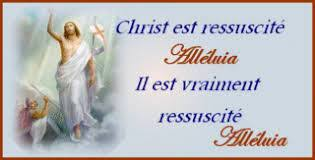 Christ est ressuscité
Alléluia
Il est vraiment
ressuscité
Alléluia